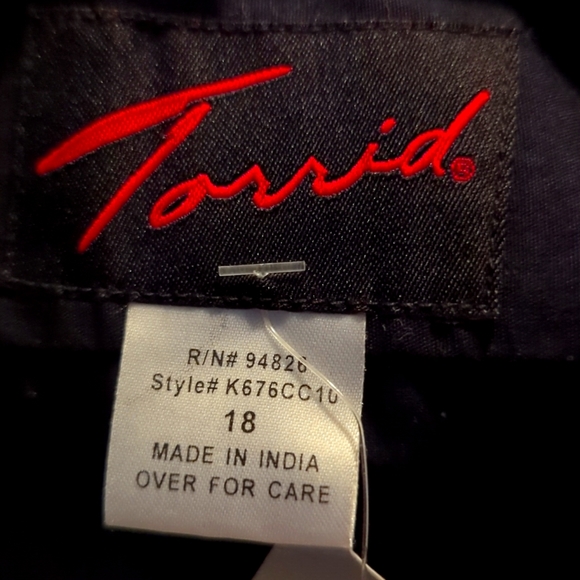 Torrid®
R/N# 94826
Style# K676CC10
18
MADE IN INDIA
OVER FOR CARE